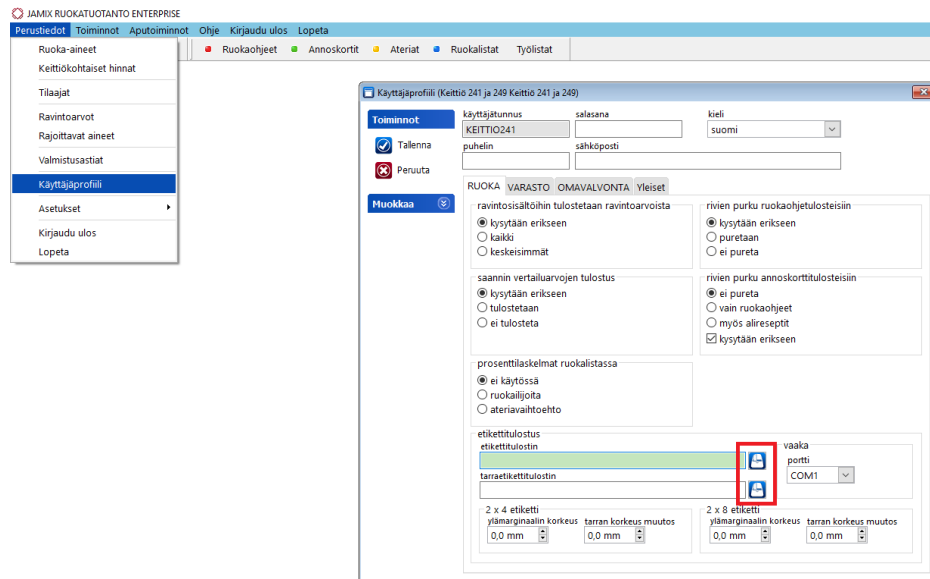 JAMIX RUOKATUOTANTO ENTERPRISE
Perustiedot Toiminnot Aputoiminnot Ohje Kirjaudu ulos Lopeta
Ruokaohjeet Annoskortit Ateriat Ruokalistat Työlistat
Ruoka-aineet
Keittiökohtaiset hinnat
Tilaajat
Ravintoarvot
Rajoittavat aineet
Valmistusastiat
Käyttäjäprofiili
Asetukset
Kirjaudu ulos
Lopeta
Käyttäjäprofiili (Keittiö 241 ja 249 Keittiö 241 ja 249)
Toiminnot
Tallenna
Peruuta
Muokkaa
käyttäjätunnus salasana kieli
KEITTIO241 suomi
puhelin sähköposti
RUOKA VARASTO OMAVALVONTA Yleiset
ravintosisältöihin tulostetaan ravintoarvoista
kysytään erikseen
kaikki
keskeisimmät
rivien purku ruokaohjetulosteisiin
kysytään erikseen
puretaan
ei pureta
saannin vertailuarvojen tulostus
kysytään erikseen
tulostetaan
ei tulosteta
rivien purku annoskorttitulosteisiin
ei pureta
vain ruokaohjeet
myös alireseptit
kysytään erikseen
prosenttilaskelmat ruokalistassa
ei käytössä
ruokailijoita
ateriavaihtoehto
etikettitulostus
etikettitulostin
tarraetikettitulostin
vaaka
portti
COM1
2 x 4 etiketti
ylämarginaalin korkeus tarran korkeus muutos
0,0 mm 0,0 mm
2 x 8 etiketti
ylämarginaalin korkeus tarran korkeus muutos
0,0 mm 0,0 mm